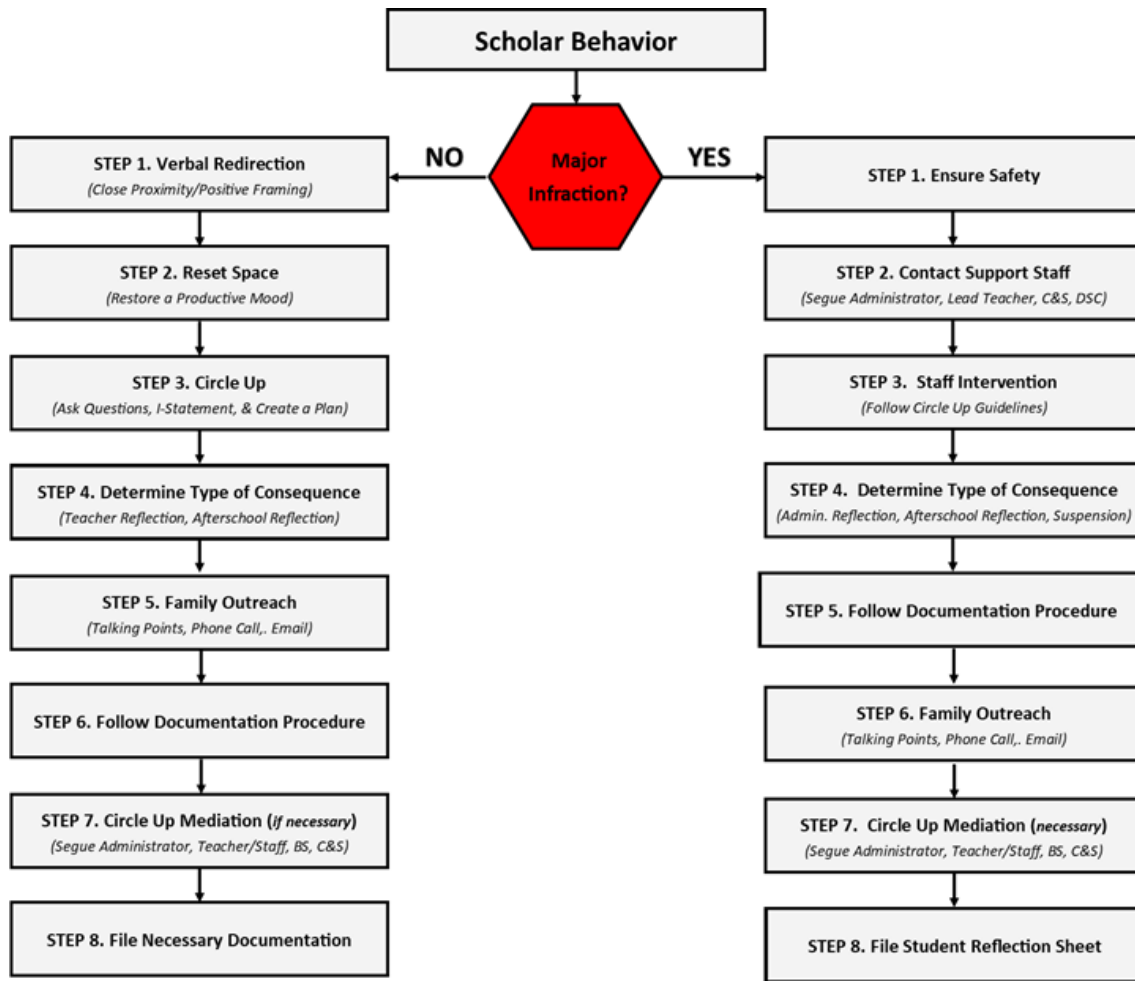 Scholar Behavior
Major
Infraction?
NO
YES
STEP 1. Verbal Redirection
(Close Proximity/Positive Framing)
STEP 2. Reset Space
(Restore a Productive Mood)
STEP 3. Circle Up
(Ask Questions, I-Statement, & Create a Plan)
STEP 4. Determine Type of Consequence
(Teacher Reflection, Afterschool Reflection)
STEP 5. Family Outreach
(Talking Points, Phone Call,. Email)
STEP 6. Follow Documentation Procedure
STEP 7. Circle Up Mediation (if necessary)
(Segue Administrator, Teacher/Staff, BS, C&S)
STEP 8. File Necessary Documentation
STEP 1. Ensure Safety
STEP 2. Contact Support Staff
(Segue Administrator, Lead Teacher, C&S, DSC)
STEP 3. Staff Intervention
(Follow Circle Up Guidelines)
STEP 4. Determine Type of Consequence
(Admin. Reflection, Afterschool Reflection, Suspension)
STEP 5. Follow Documentation Procedure
STEP 6. Family Outreach
(Talking Points, Phone Call,. Email)
STEP 7. Circle Up Mediation (necessary)
(Segue Administrator, Teacher/Staff, BS, C&S)
STEP 8. File Student Reflection Sheet